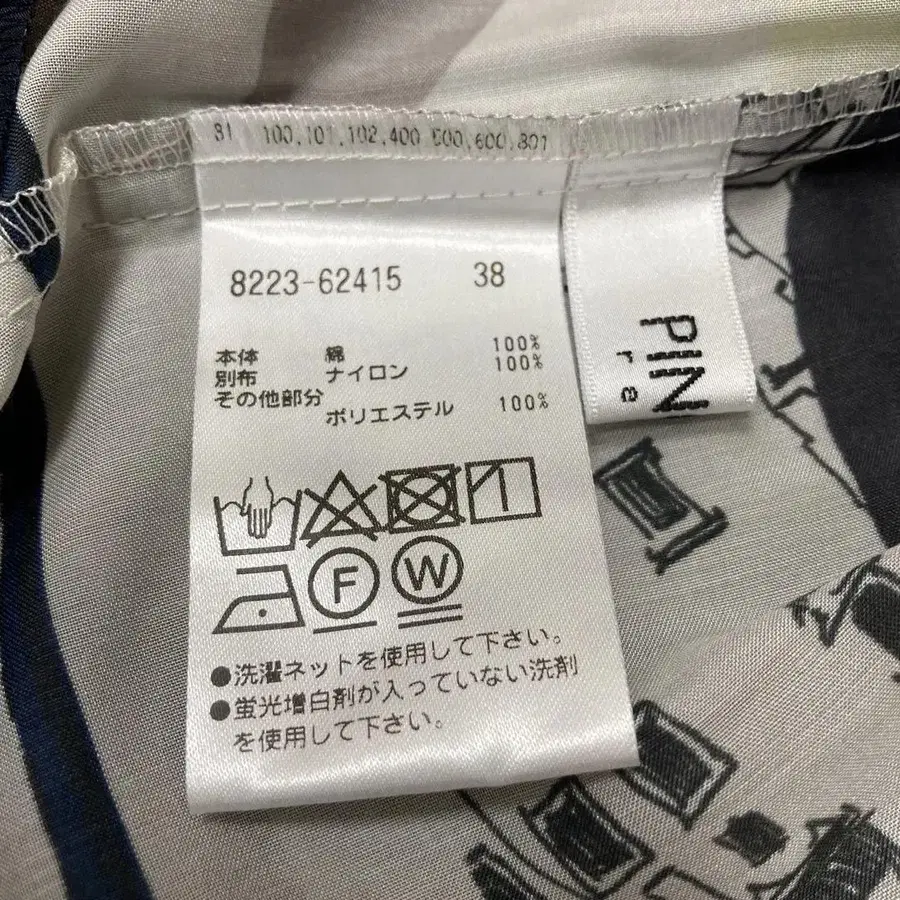 31 100,101,102,400 500,600,801
8223-62415 38
本体 綿 100%
別布 ナイロン 100%
その他部分
ポリエステル 100%
F W
●洗濯ネットを使用して下さい。
●蛍光増白剤が入っていない洗剤
を使用して下さい。
PIN
re